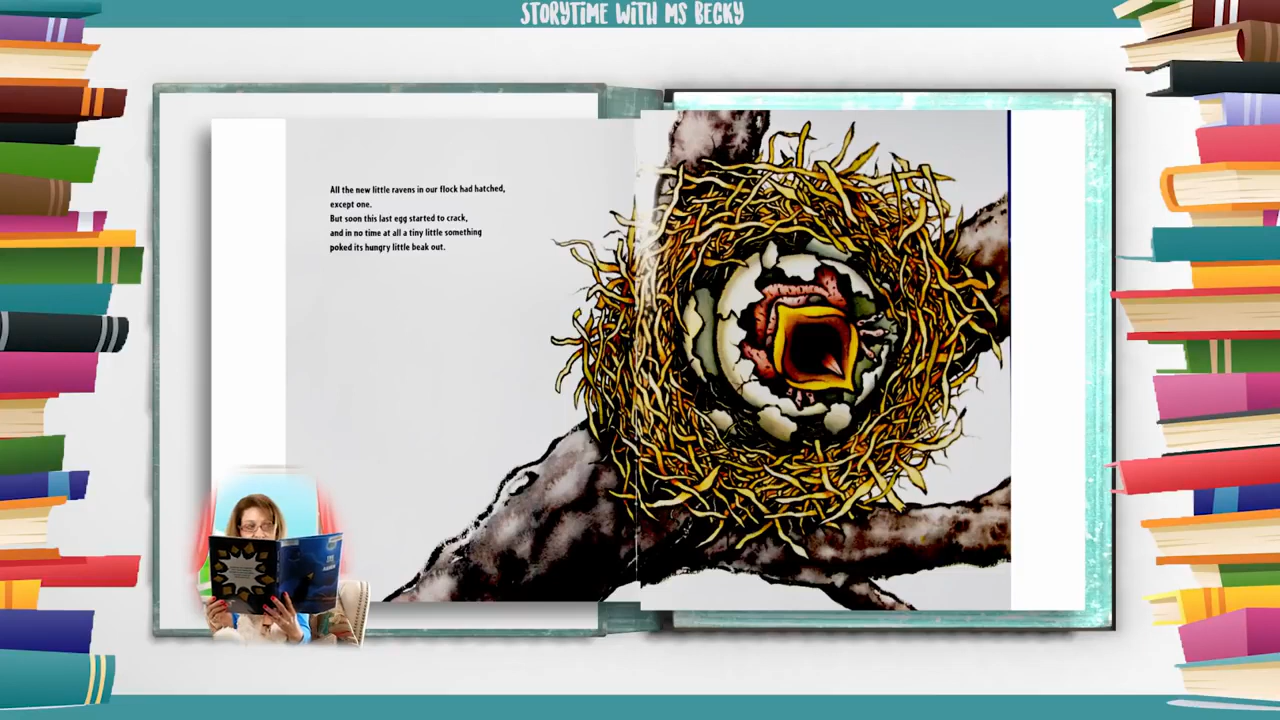 STORYTIME WITH MS BECKY
All the new little ravens in our flock had hatched,
except one.
But soon this last egg started to crack,
and in no time at all a tiny little something
poked its hungry little beak out.